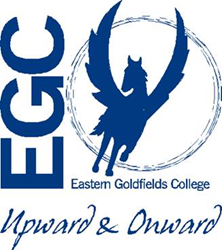 EGC
Eastern Goldfields College
Upward & Onward